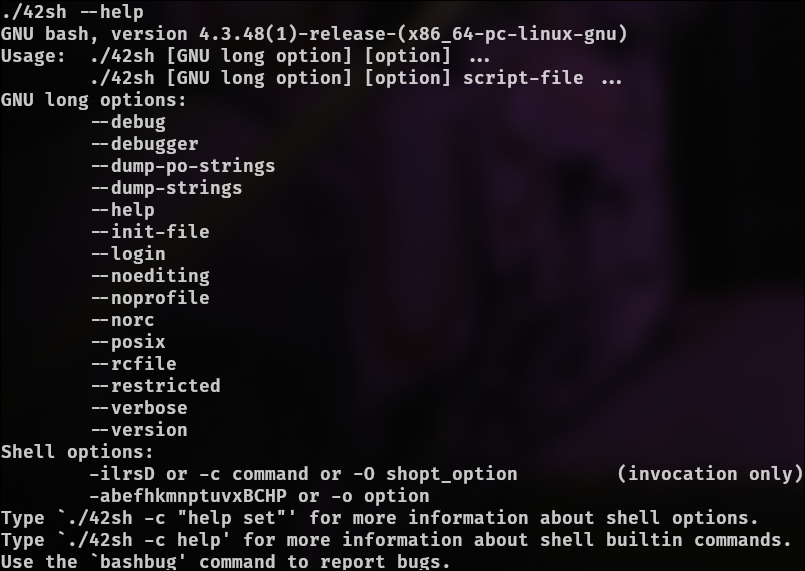 ./42sh --help
GNU bash, version 4.3.48(1)-release-(x86_64-pc-linux-gnu)
Usage:  ./42sh [GNU long option] [option] ...
        ./42sh [GNU long option] [option] script-file ...
GNU long options:
        --debug
        --debugger
        --dump-po-strings
        --dump-strings
        --help
        --init-file
        --login
        --noediting
        --noprofile
        --norc
        --posix
        --rcfile
        --restricted
        --verbose
        --version
Shell options:
        -ilrsD or -c command or -O shopt_option         (invocation only)
        -abefhkmnptuvxBCHP or -o option
Type `./42sh -c "help set"' for more information about shell options.
Type `./42sh -c help' for more information about shell builtin commands.
Use the `bashbug' command to report bugs.